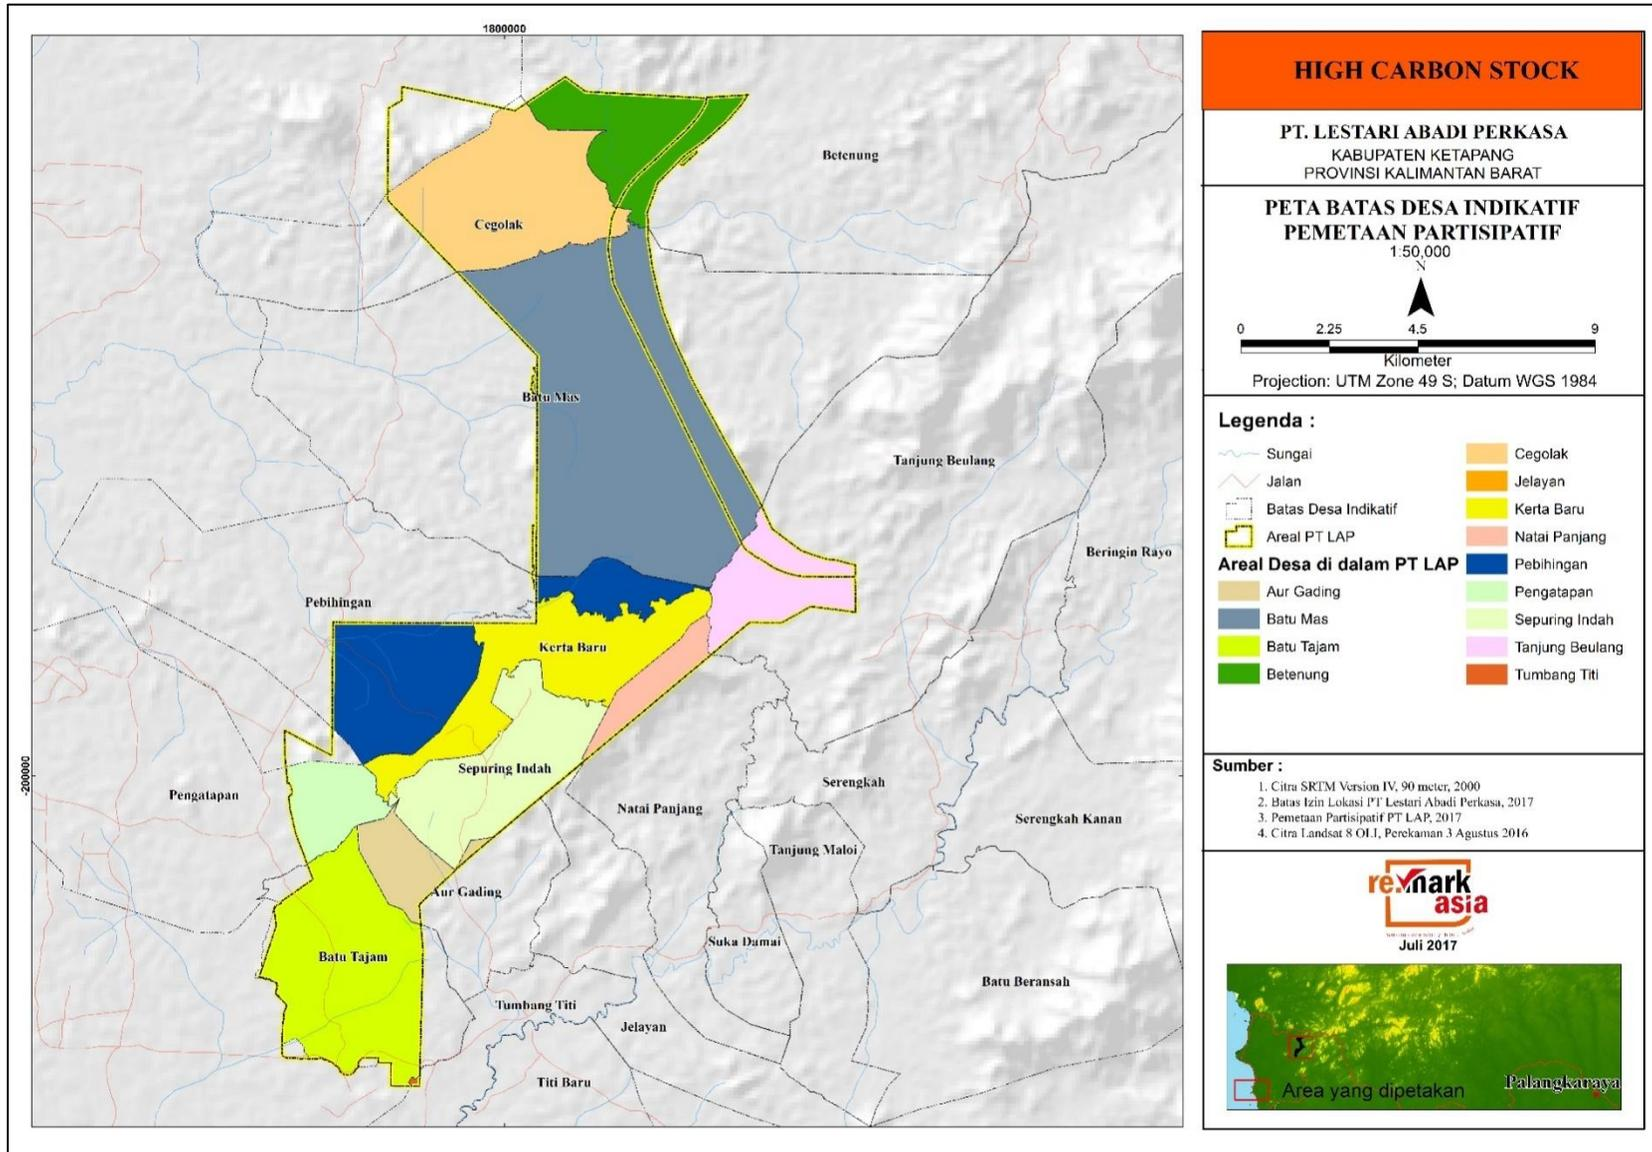 1800000
-200000
Betenung
Cegolak
Batu Mas
Tanjung Beulang
Beringin Rayo
Pebihingan
Kerta Baru
Pengatapan
Sepuring Indah
Natai Panjang
Serengkah
Serengkah Kanan
Tanjung Maloi
Aur Gading
Suka Damai
Batu Tajam
Batu Beransah
Tumbang Titi
Jelayan
Titi Baru
HIGH CARBON STOCK
PT. LESTARI ABADI PERKASA
KABUPATEN KETAPANG
PROVINSI KALIMANTAN BARAT
PETA BATAS DESA INDIKATIF
PEMETAAN PARTISIPATIF
1:50,000
N
0 2.25 4.5 9
Kilometer
Projection: UTM Zone 49 S; Datum WGS 1984
Legenda :
Sungai
Jalan
Batas Desa Indikatif
Areal PT LAP
Areal Desa di dalam PT LAP
Aur Gading
Batu Mas
Batu Tajam
Betenung
Cegolak
Jelayan
Kerta Baru
Natai Panjang
Pebihingan
Pengatapan
Sepuring Indah
Tanjung Beulang
Tumbang Titi
Sumber :
1. Citra SRTM Version IV, 90 meter, 2000
2. Batas Izin Lokasi PT Lestari Abadi Perkasa, 2017
3. Pemetaan Partisipatif PT LAP, 2017
4. Citra Landsat 8 OLI, Perekaman 3 Agustus 2016
re mark
asia
Juli 2017
Palangkaraya
Area yang dipetakan